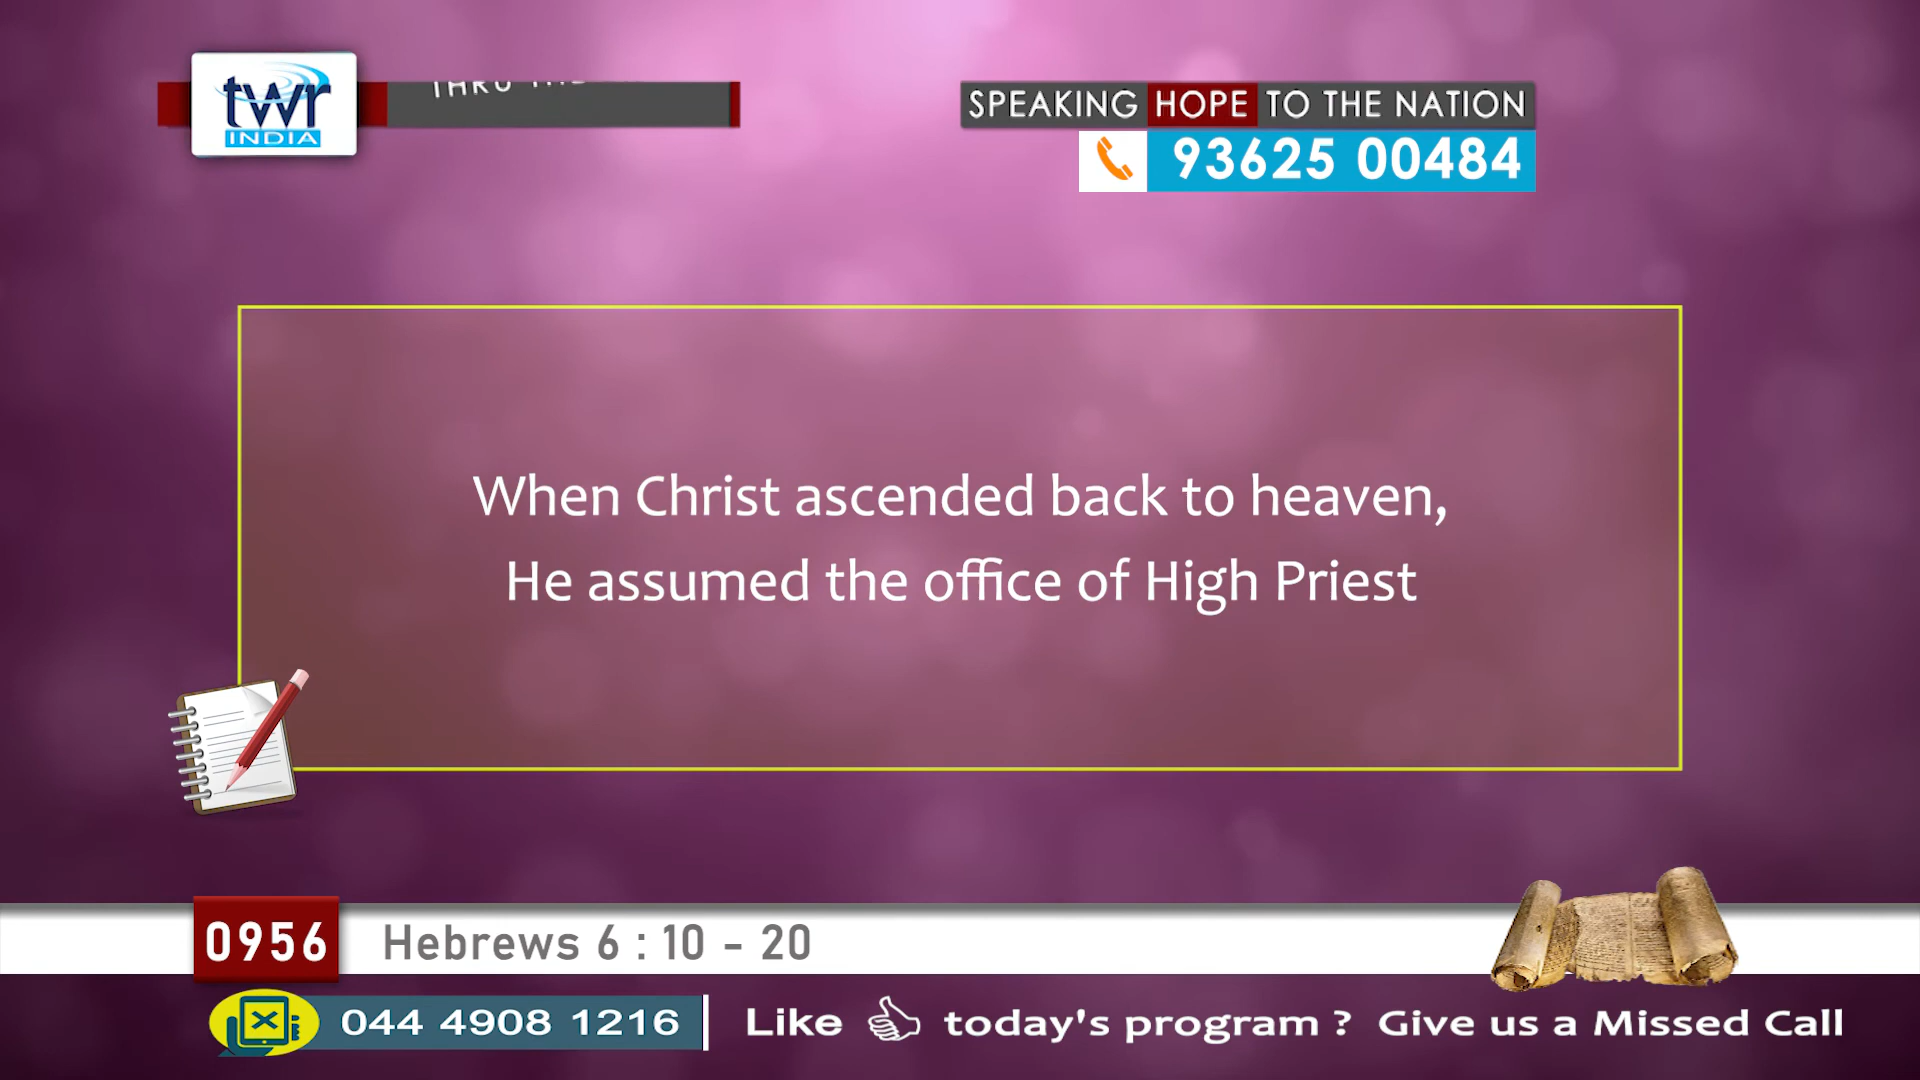 twr
INDIA
THRU
SPEAKING HOPE TO THE NATION
93625 00484
When Christ ascended back to heaven,
He assumed the office of High Priest
0956 Hebrews 6 : 10 - 20
044 4908 1216 Like today's program ? Give us a Missed Call